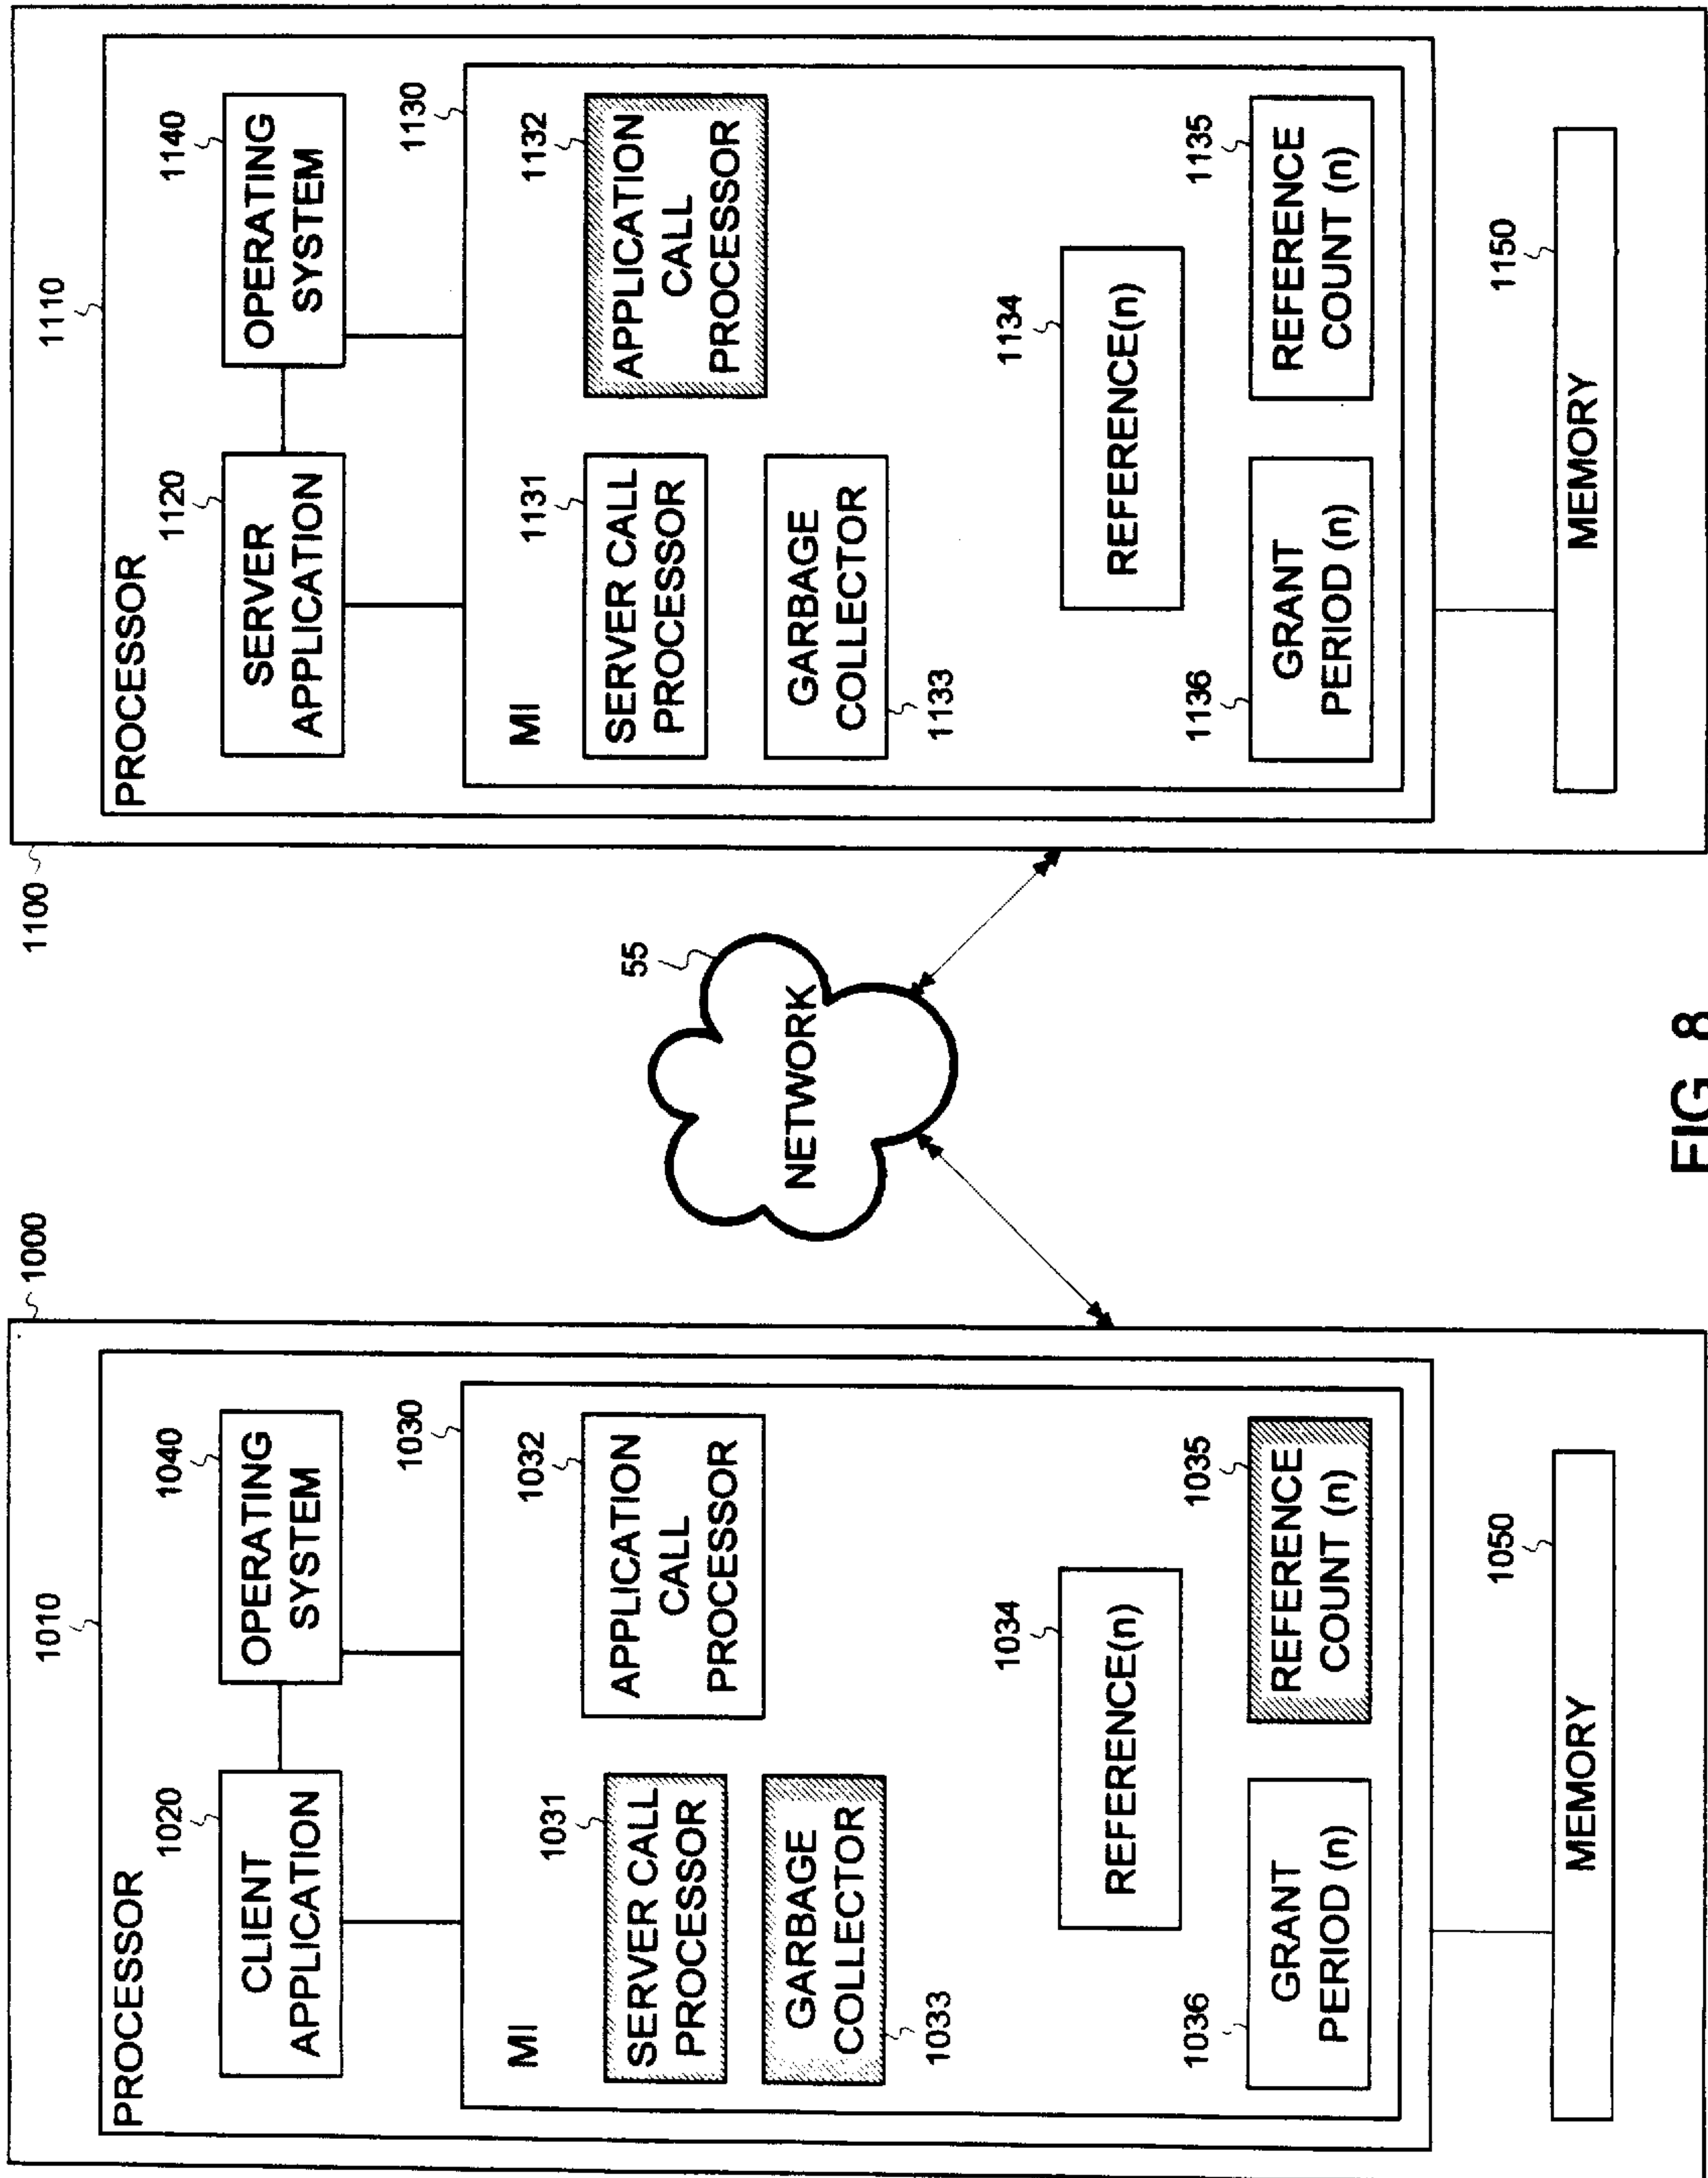 1000
1010
PROCESSOR
1020
CLIENT
APPLICATION
1040
OPERATING
SYSTEM
1030
MI
1031
SERVER CALL
PROCESSOR
1032
APPLICATION
CALL
PROCESSOR
GARBAGE
COLLECTOR
1033
1034
REFERENCE(n)
1036
GRANT
PERIOD (n)
1035
REFERENCE
COUNT (n)
1050
MEMORY
55
NETWORK
1100
1110
PROCESSOR
1120
SERVER
APPLICATION
1140
OPERATING
SYSTEM
1130
MI
1131
SERVER CALL
PROCESSOR
1132
APPLICATION
CALL
PROCESSOR
GARBAGE
COLLECTOR
1133
1134
REFERENCE(n)
1136
GRANT
PERIOD (n)
1135
REFERENCE
COUNT (n)
1150
MEMORY
FIG. 8